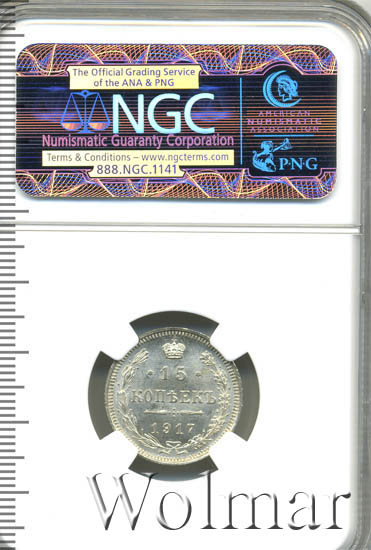 The Official Grading Service
of the ANA & PNG
NGC
Numismatic Guaranty Corporation
Terms & Conditions – www.ngcterms.com
888.NGC.1141
AMERICAN
NUMISMATIC
ASSOCIATION
PNG
15
КОПѢЕКЪ
1917
Wolmar